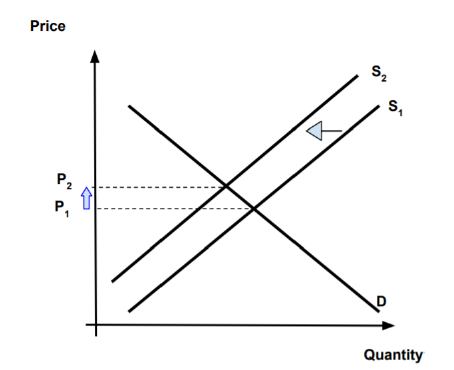 Price
S₂
S₁
P₂
P₁
D
Quantity